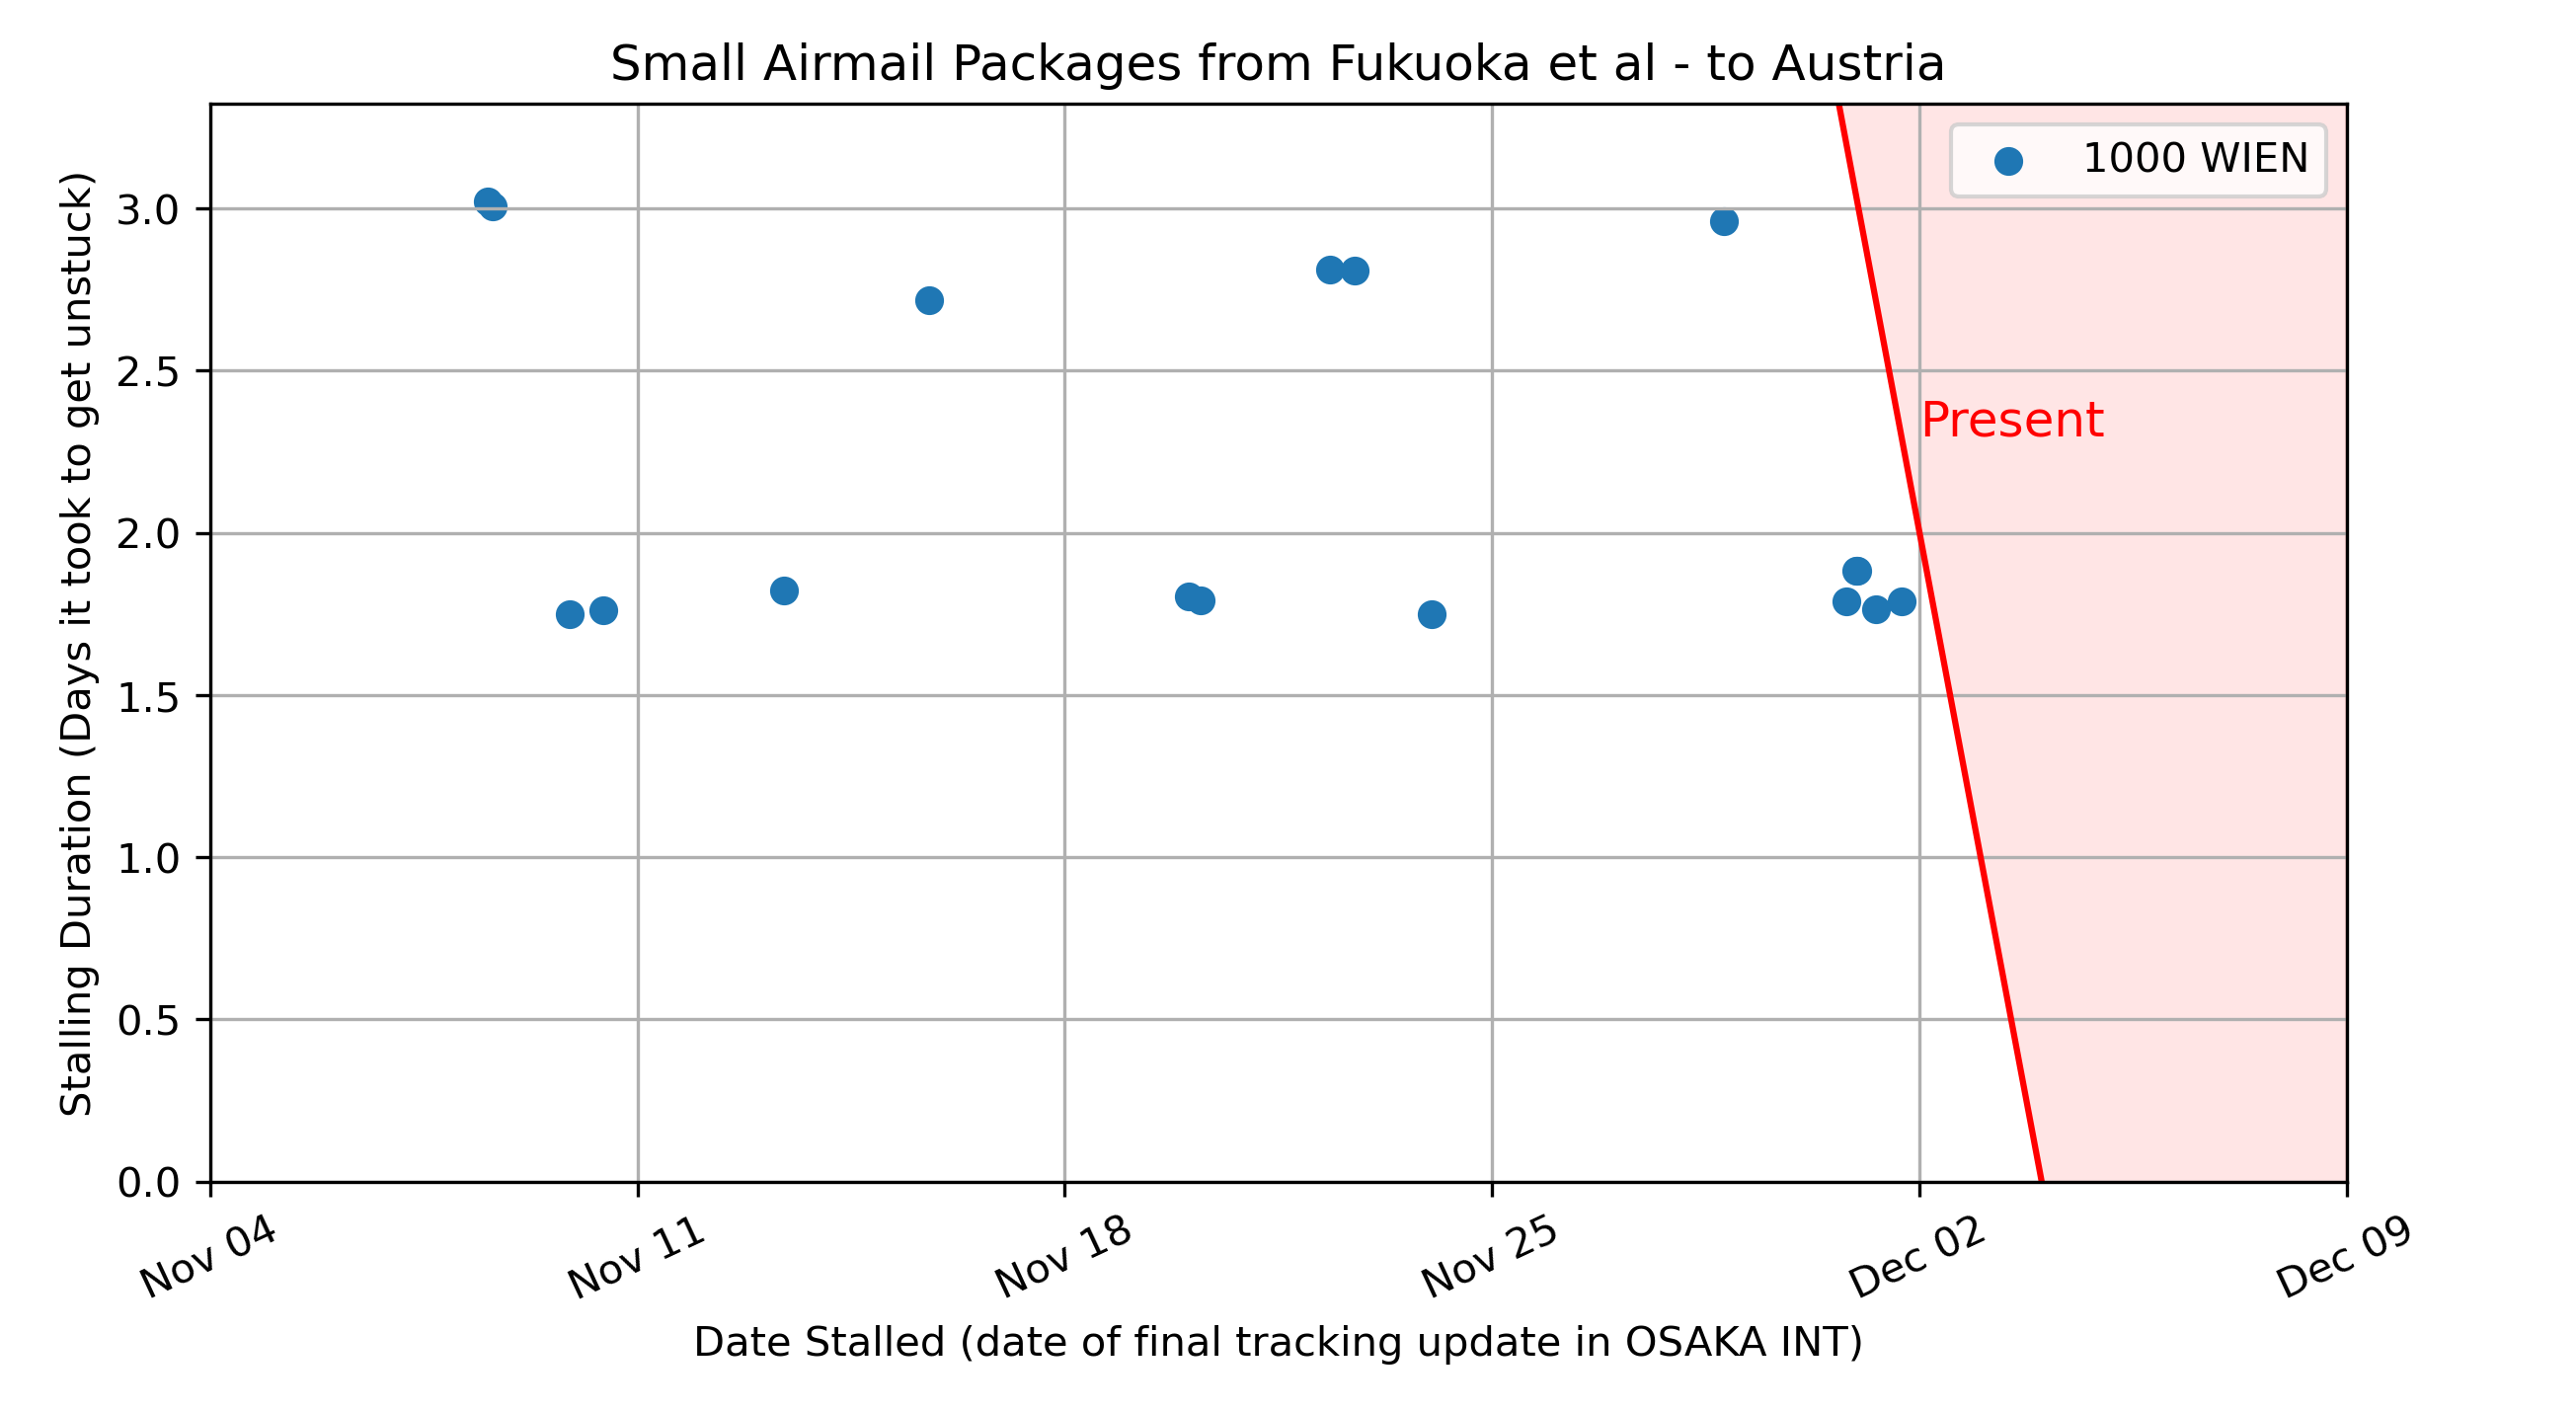 Small Airmail Packages from Fukuoka et al - to Austria
1000 WIEN
Present
Stalling Duration (Days it took to get unstuck)
3.0
2.5
2.0
1.5
1.0
0.5
0.0
Nov 04
Nov 11
Nov 18
Nov 25
Dec 02
Dec 09
Date Stalled (date of final tracking update in OSAKA INT)